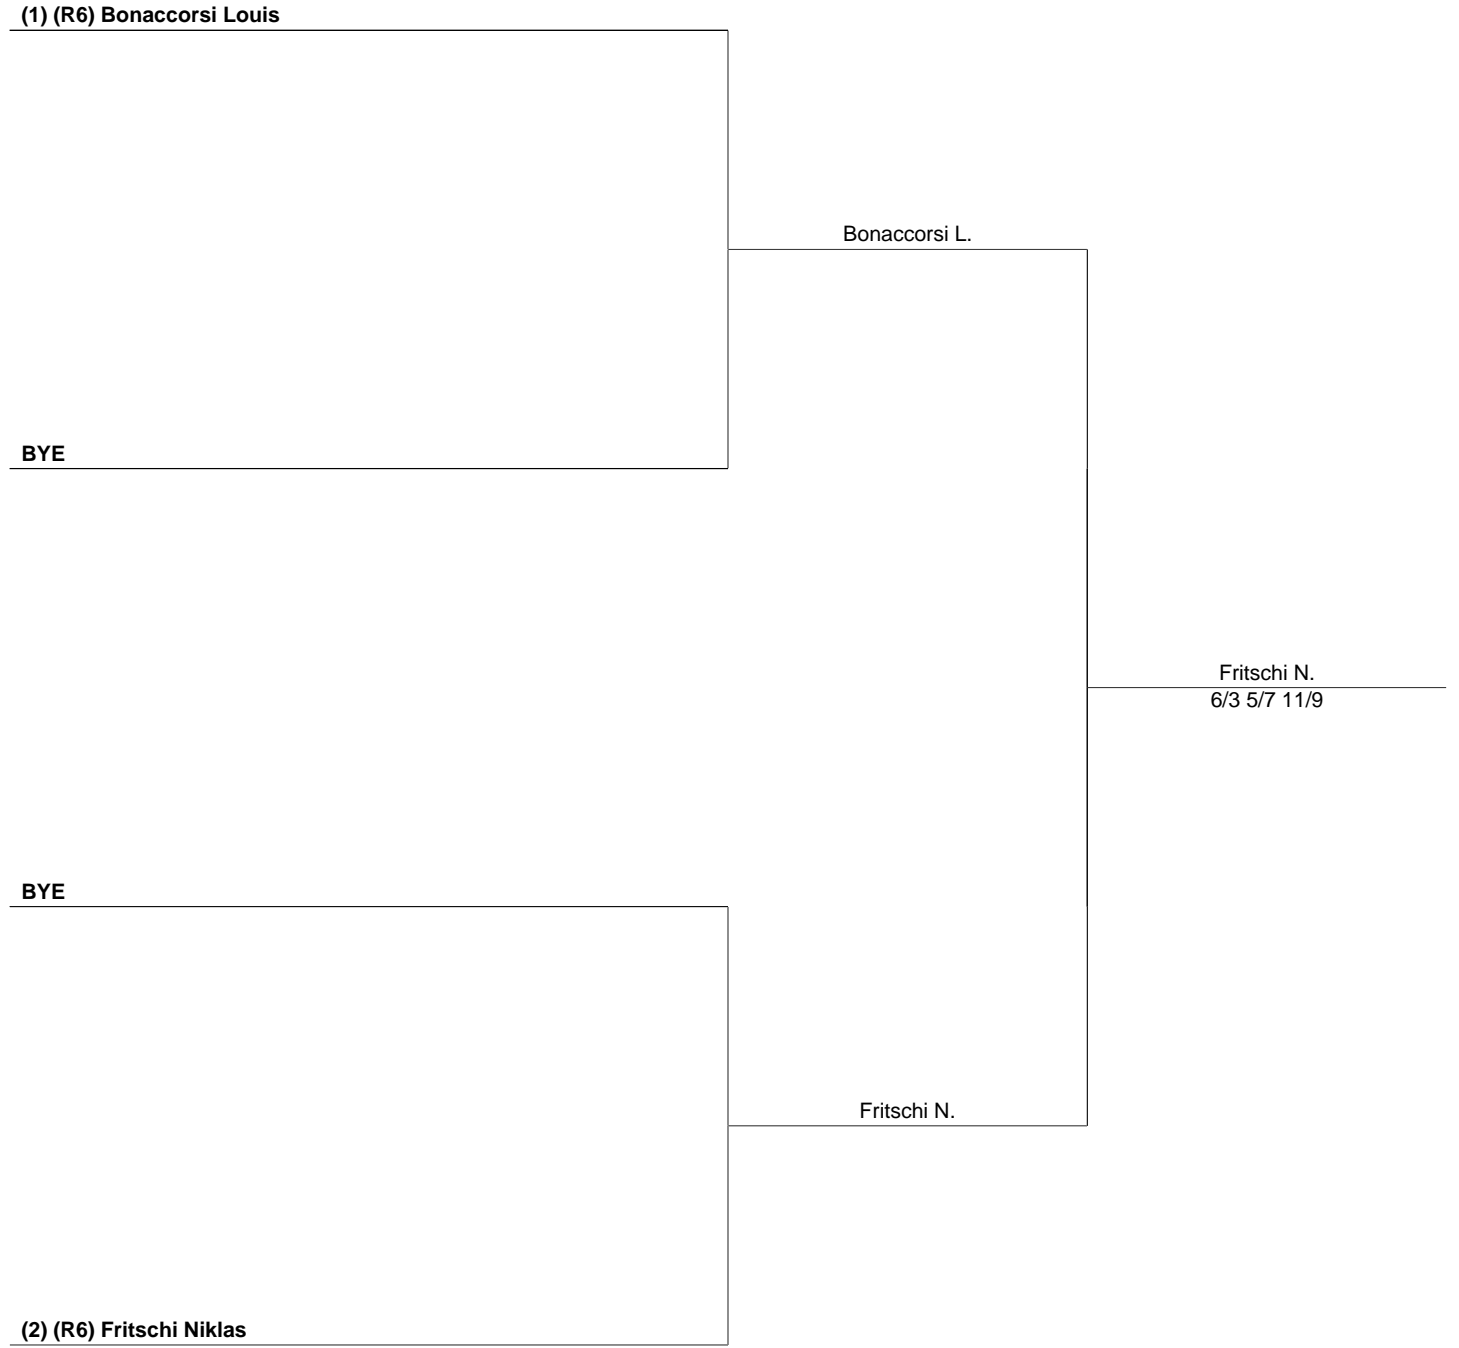 (1) (R6) Bonaccorsi Louis
Bonaccorsi L.
BYE
Fritschi N.
6/3 5/7 11/9
BYE
Fritschi N.
(2) (R6) Fritschi Niklas